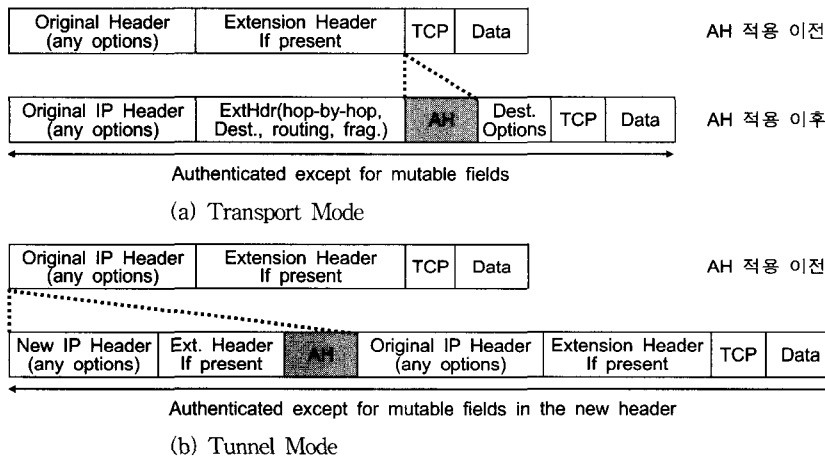 Original Header
(any options)
Extension Header
If present
TCP
Data
AH 적용 이전
Original IP Header
(any options)
ExtHdr(hop-by-hop,
Dest., routing, frag.)
AH
Dest.
Options
TCP
Data
AH 적용 이후
Authenticated except for mutable fields
(a) Transport Mode
Original IP Header
(any options)
Extension Header
If present
TCP
Data
AH 적용 이전
New IP Header
(any options)
Ext. Header
If present
AH
Original IP Header
(any options)
Extension Header
If present
TCP
Data
Authenticated except for mutable fields in the new header
(b) Tunnel Mode